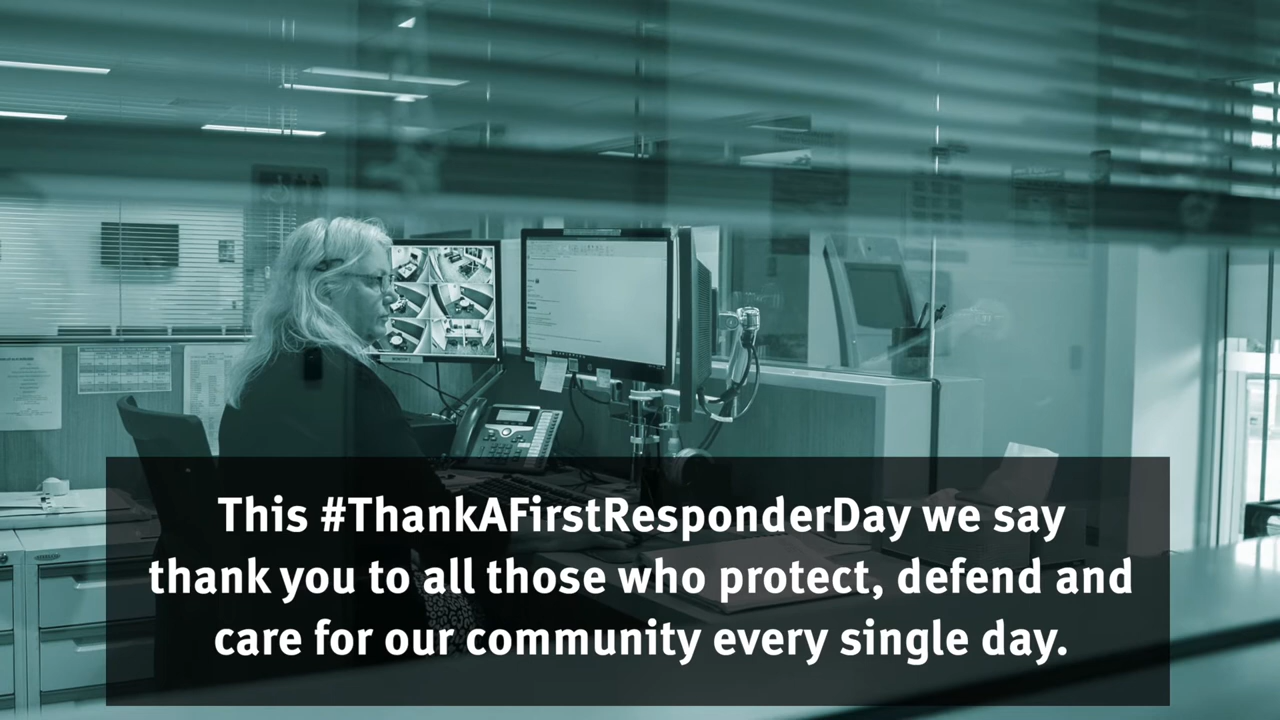 This #ThankAFirstResponderDay we say
thank you to all those who protect, defend and
care for our community every single day.